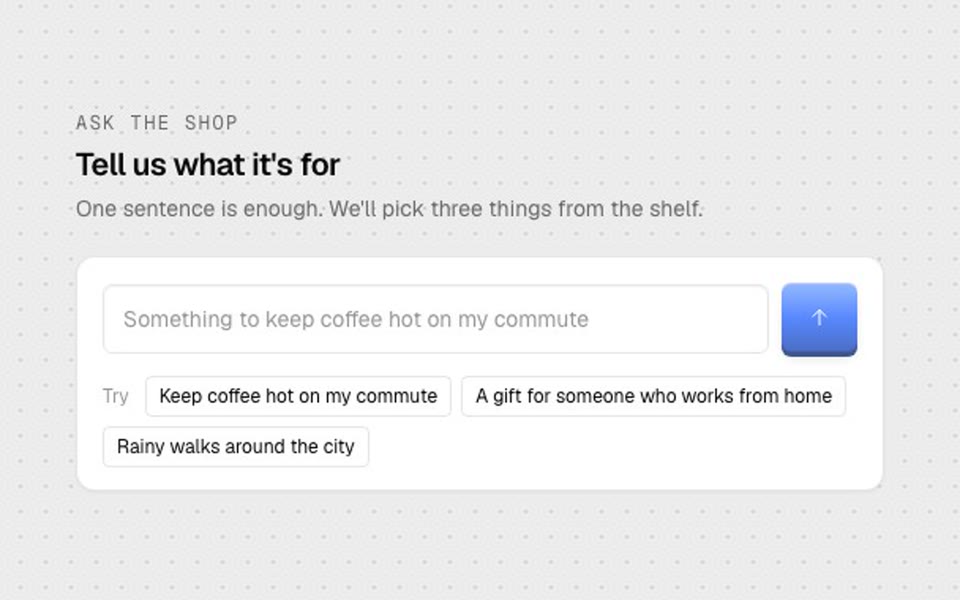 ASK THE SHOP
Tell us what it's for
One sentence is enough. We'll pick three things from the shelf.
Something to keep coffee hot on my commute
↑
Try Keep coffee hot on my commute A gift for someone who works from home
Rainy walks around the city